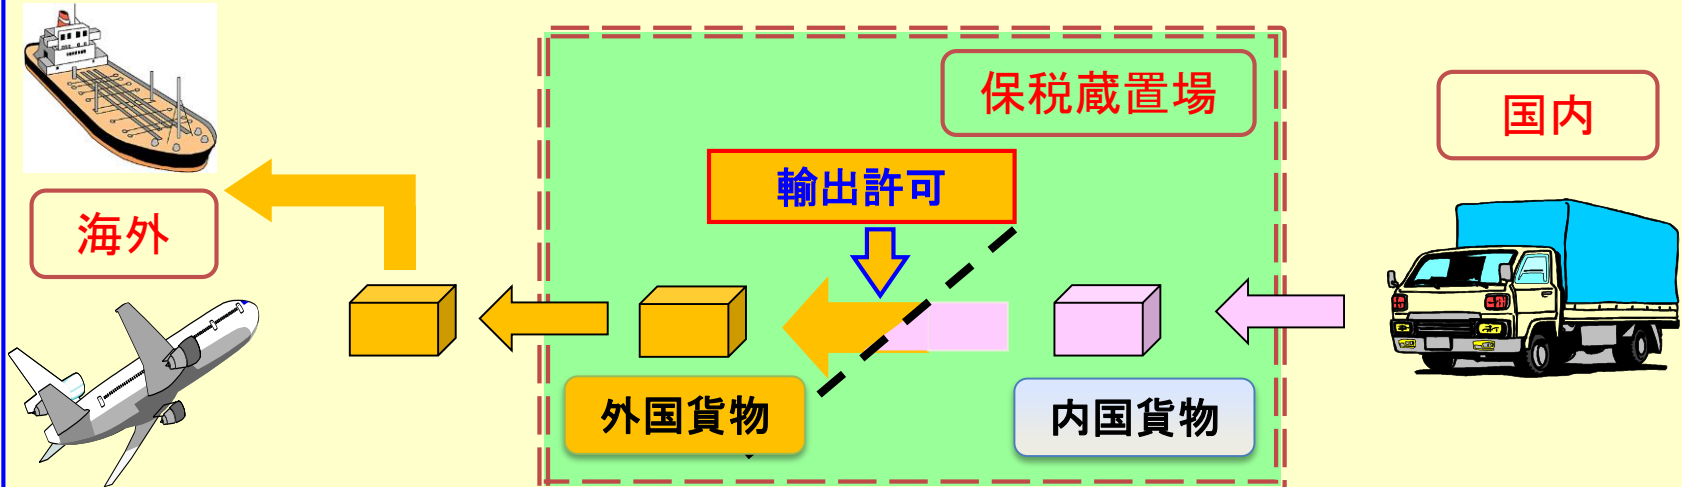 保税蔵置場
国内
輸出許可
海外
外国貨物
内国貨物